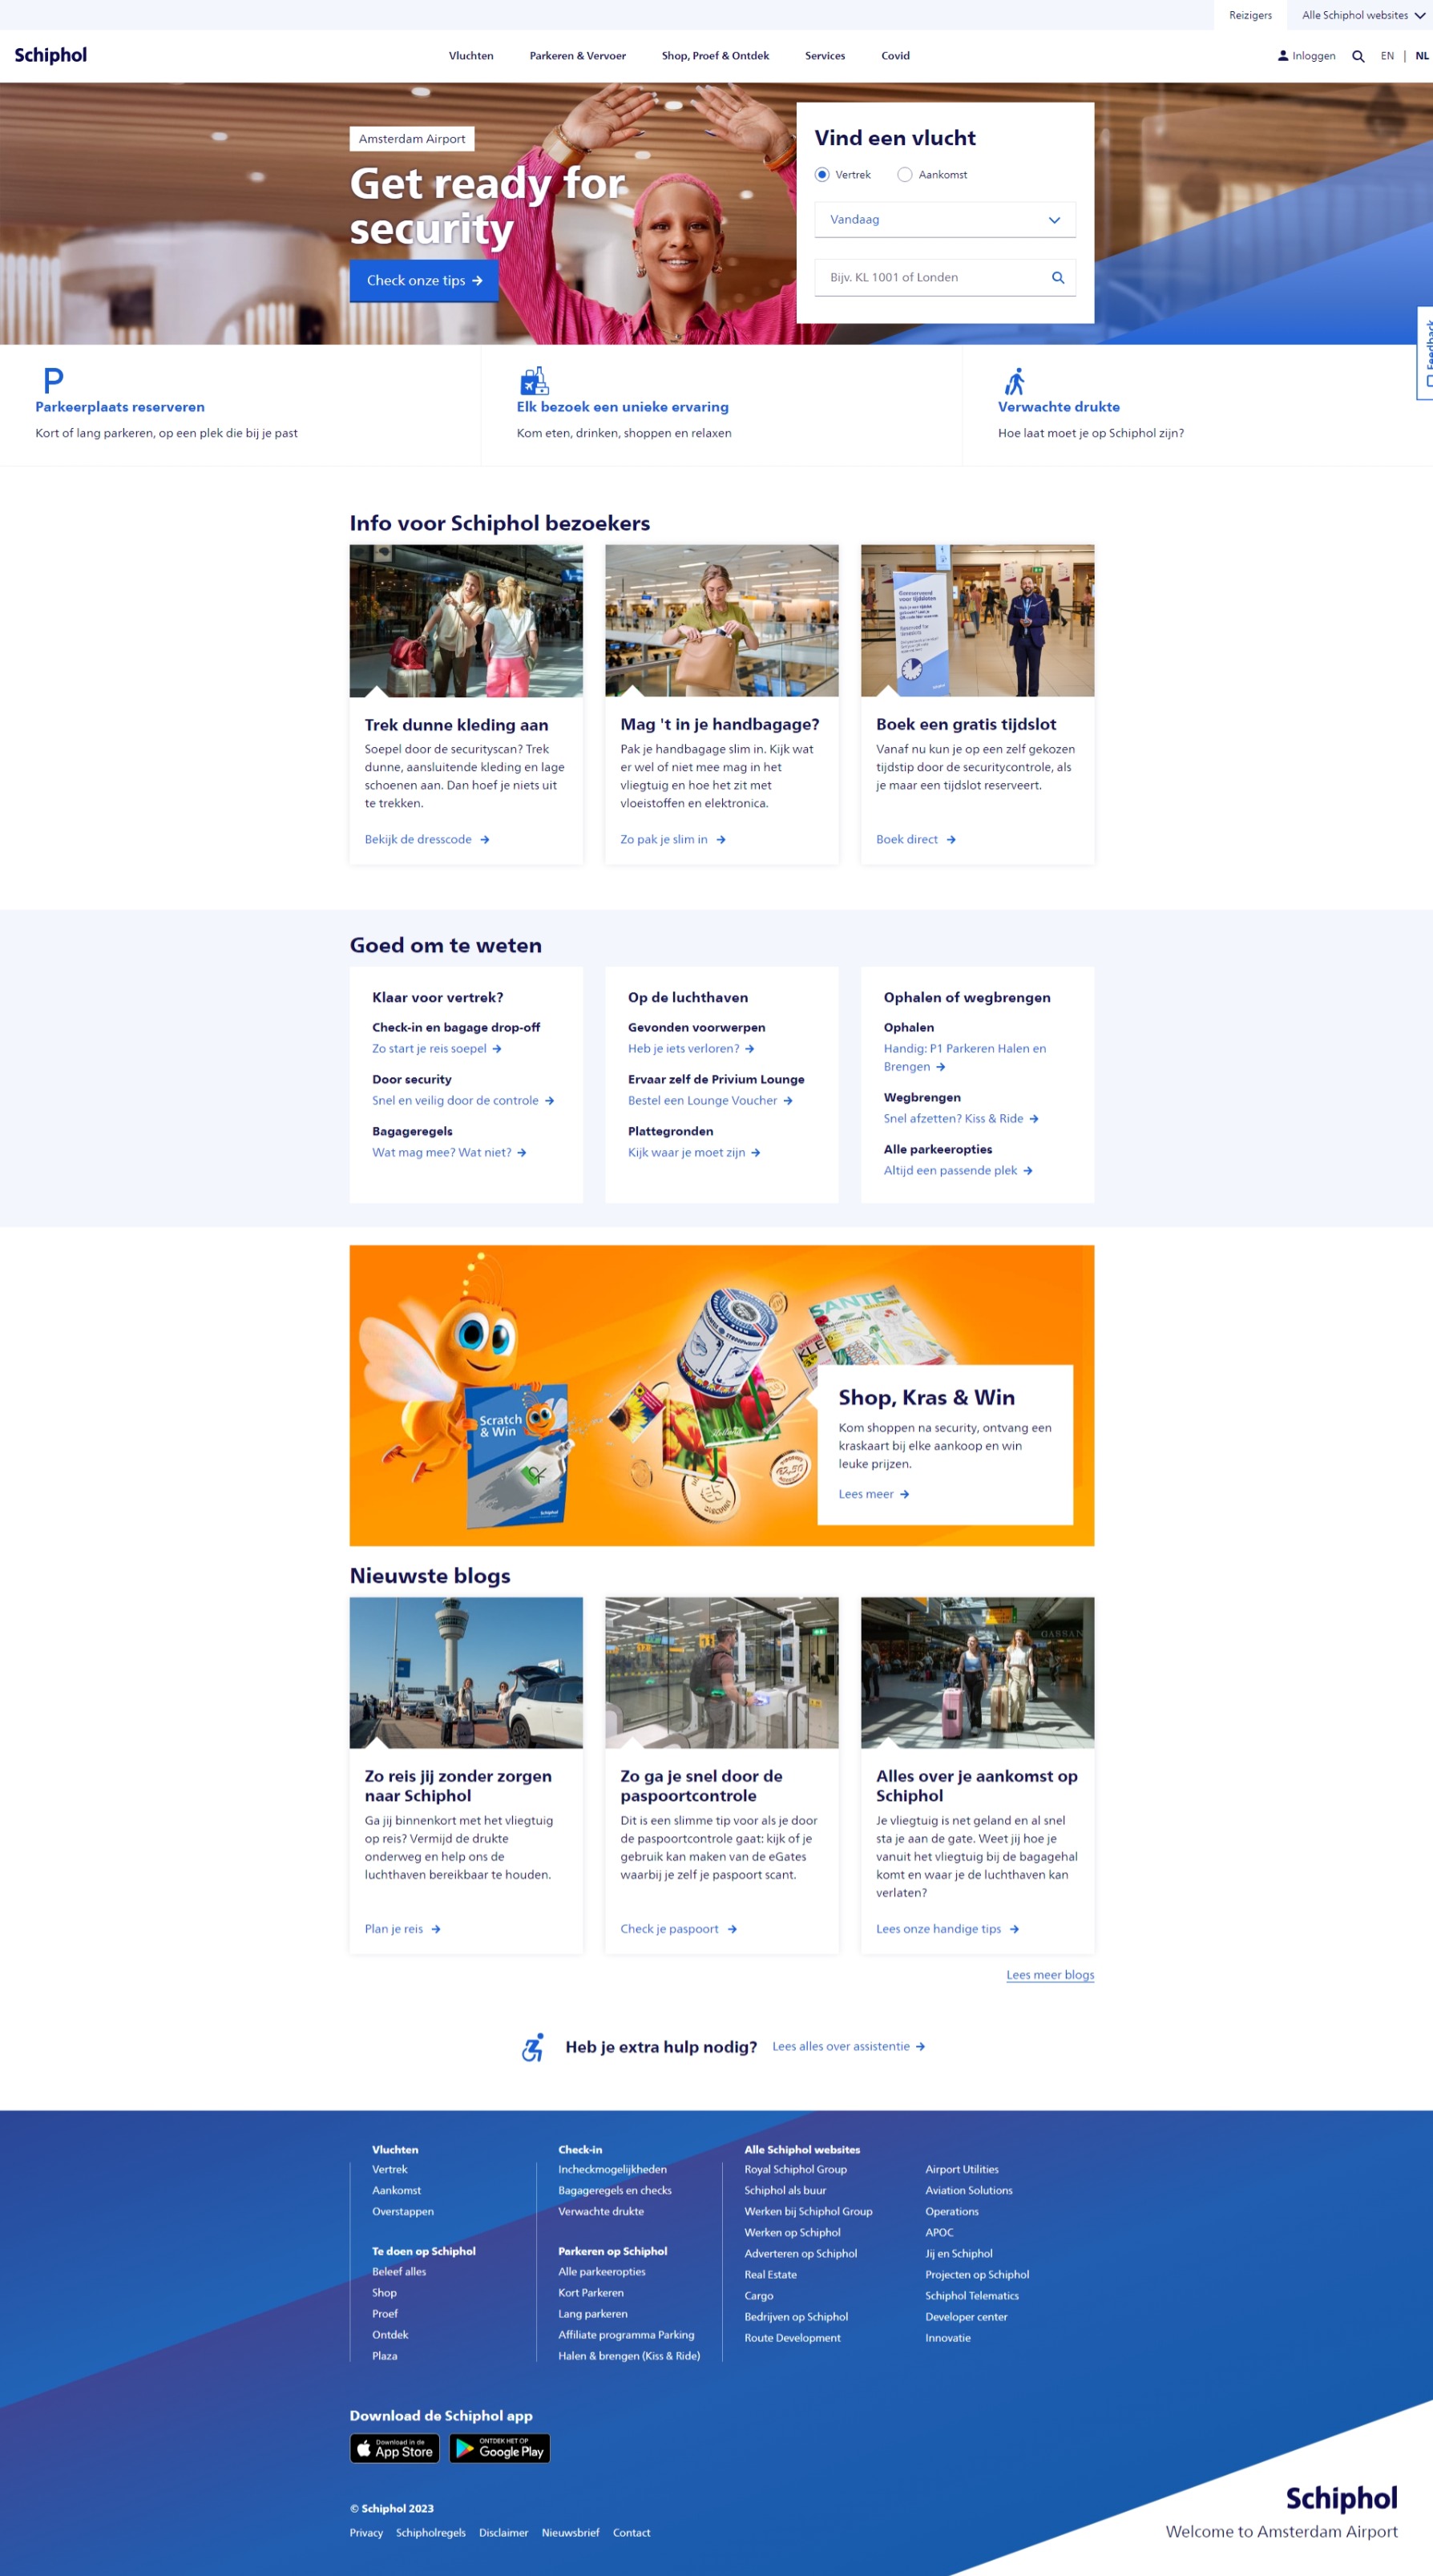 Reizigers
Alle Schiphol websites
Schiphol
Vluchten
Parkeren & Vervoer
Shop, Proef & Ontdek
Services
Covid
Inloggen
EN | NL
Amsterdam Airport
Get ready for
security
Check onze tips
Vind een vlucht
Vertrek
Aankomst
Vandaag
Bijv. KL 1001 of Londen
Feedback
Parkeerplaats reserveren
Kort of lang parkeren, op een plek die bij je past
Elk bezoek een unieke ervaring
Kom eten, drinken, shoppen en relaxen
Verwachte drukte
Hoe laat moet je op Schiphol zijn?
Info voor Schiphol bezoekers
Trek dunne kleding aan
Soepel door de securityscan? Trek
dunne, aansluitende kleding en lage
schoenen aan. Dan hoef je niets uit
te trekken.
Bekijk de dresscode
Mag 't in je handbagage?
Pak je handbagage slim in. Kijk wat
er wel of niet mee mag in het
vliegtuig en hoe het zit met
vloeistoffen en elektronica.
Zo pak je slim in
Boek een gratis tijdslot
Vanaf nu kun je op een zelf gekozen
tijdstip door de securitycontrole, als
je maar een tijdslot reserveert.
Boek direct
Goed om te weten
Klaar voor vertrek?
Check-in en bagage drop-off
Zo start je reis soepel
Door security
Snel en veilig door de controle
Bagageregels
Wat mag mee? Wat niet?
Op de luchthaven
Gevonden voorwerpen
Heb je iets verloren?
Ervaar zelf de Privium Lounge
Bestel een Lounge Voucher
Plattegronden
Kijk waar je moet zijn
Ophalen of wegbrengen
Ophalen
Handig: P1 Parkeren Halen en
Brengen
Wegbrengen
Snel afzetten? Kiss & Ride
Alle parkeeropties
Altijd een passende plek
Scratch
& Win
Schiphol
Holland
SANTE
€5
€2,50
Shop, Kras & Win
Kom shoppen na security, ontvang een
kraskaart bij elke aankoop en win
leuke prijzen.
Lees meer
Nieuwste blogs
GASSAN
Zo reis jij zonder zorgen
naar Schiphol
Ga jij binnenkort met het vliegtuig
op reis? Vermijd de drukte
onderweg en help ons de
luchthaven bereikbaar te houden.
Plan je reis
Zo ga je snel door de
paspoortcontrole
Dit is een slimme tip voor als je door
de paspoortcontrole gaat: kijk of je
gebruik kan maken van de eGates
waarbij je zelf je paspoort scant.
Check je paspoort
Alles over je aankomst op
Schiphol
Je vliegtuig is net geland en al snel
sta je aan de gate. Weet jij hoe je
vanuit het vliegtuig bij de bagagehal
komt en waar je de luchthaven kan
verlaten?
Lees onze handige tips
Lees meer blogs
Heb je extra hulp nodig?
Lees alles over assistentie
Vluchten
Vertrek
Aankomst
Overstappen
Te doen op Schiphol
Beleef alles
Shop
Proef
Ontdek
Plaza
Check-in
Incheckmogelijkheden
Bagageregels en checks
Verwachte drukte
Parkeren op Schiphol
Alle parkeeropties
Kort Parkeren
Lang parkeren
Affiliate programma Parking
Halen & brengen (Kiss & Ride)
Alle Schiphol websites
Royal Schiphol Group
Schiphol als buur
Werken bij Schiphol Group
Werken op Schiphol
Adverteren op Schiphol
Real Estate
Cargo
Bedrijven op Schiphol
Route Development
Airport Utilities
Aviation Solutions
Operations
APOC
Jij en Schiphol
Projecten op Schiphol
Schiphol Telematics
Developer center
Innovatie
Download de Schiphol app
Download in de
App Store
ONTDEK HET OP
Google Play
© Schiphol 2023
Privacy
Schipholregels
Disclaimer
Nieuwsbrief
Contact
Schiphol
Welcome to Amsterdam Airport